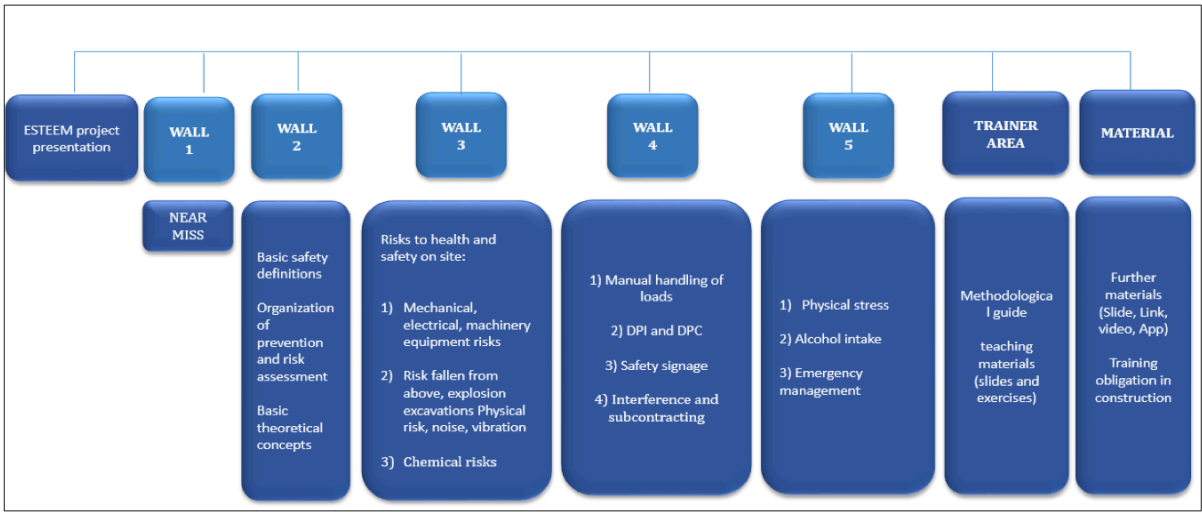 ESTEEM project
presentation
WALL
1
WALL
2
WALL
3
WALL
4
WALL
5
TRAINER
AREA
MATERIAL
NEAR
MISS
Basic safety
definitions
Organization
of
prevention
and risk
assessment
Basic
theoretical
concepts
Risks to health and
safety on site:
1) Mechanical,
electrical, machinery
equipment risks
2) Risk fallen from
above, explosion
excavations Physical
risk, noise, vibration
3) Chemical risks
1) Manual handling of
loads
2) DPI and DPC
3) Safety signage
4) Interference and
subcontracting
1) Physical stress
2) Alcohol intake
3) Emergency
management
Methodologica
l guide
teaching
materials
(slides and
exercises)
Further
materials
(Slide, Link,
video, App)
Training
obligation in
construction